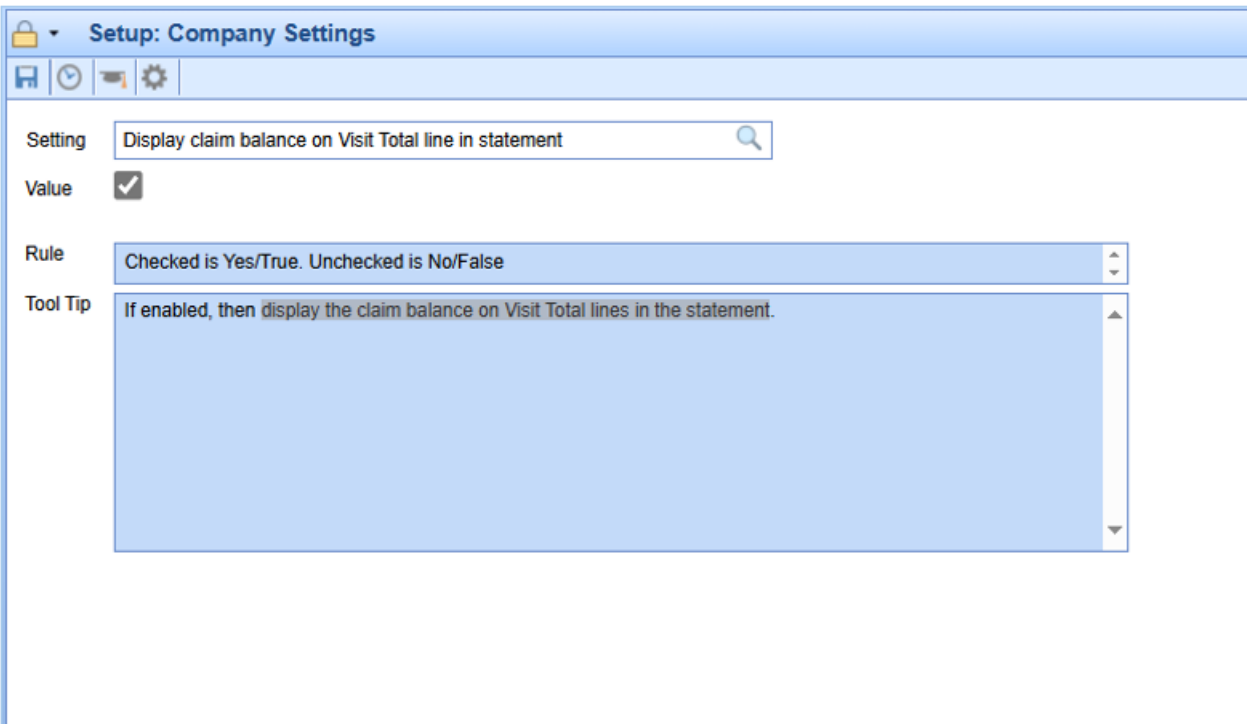 Setup: Company Settings
Setting Display claim balance on Visit Total line in statement
Value
Rule Checked is Yes/True. Unchecked is No/False
Tool Tip If enabled, then display the claim balance on Visit Total lines in the statement.